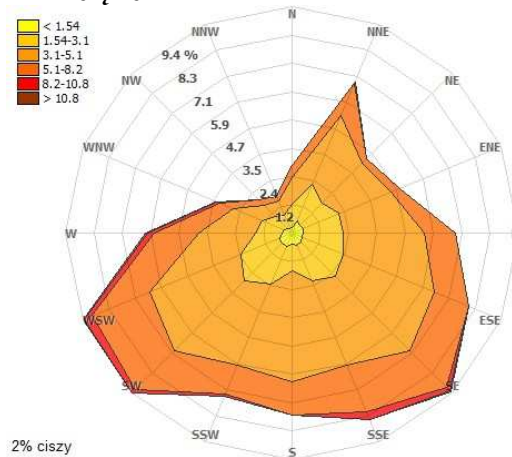 < 1.54
1.54-3.1
3.1-5.1
5.1-8.2
8.2-10.8
> 10.8
N
NNW
NNE
9.4 %
8.3
NW
NE
7.1
5.9
WNW
ENE
4.7
3.5
2.4
1.2
W
WSW
ESE
SW
SE
SSW
SSE
S
2% ciszy